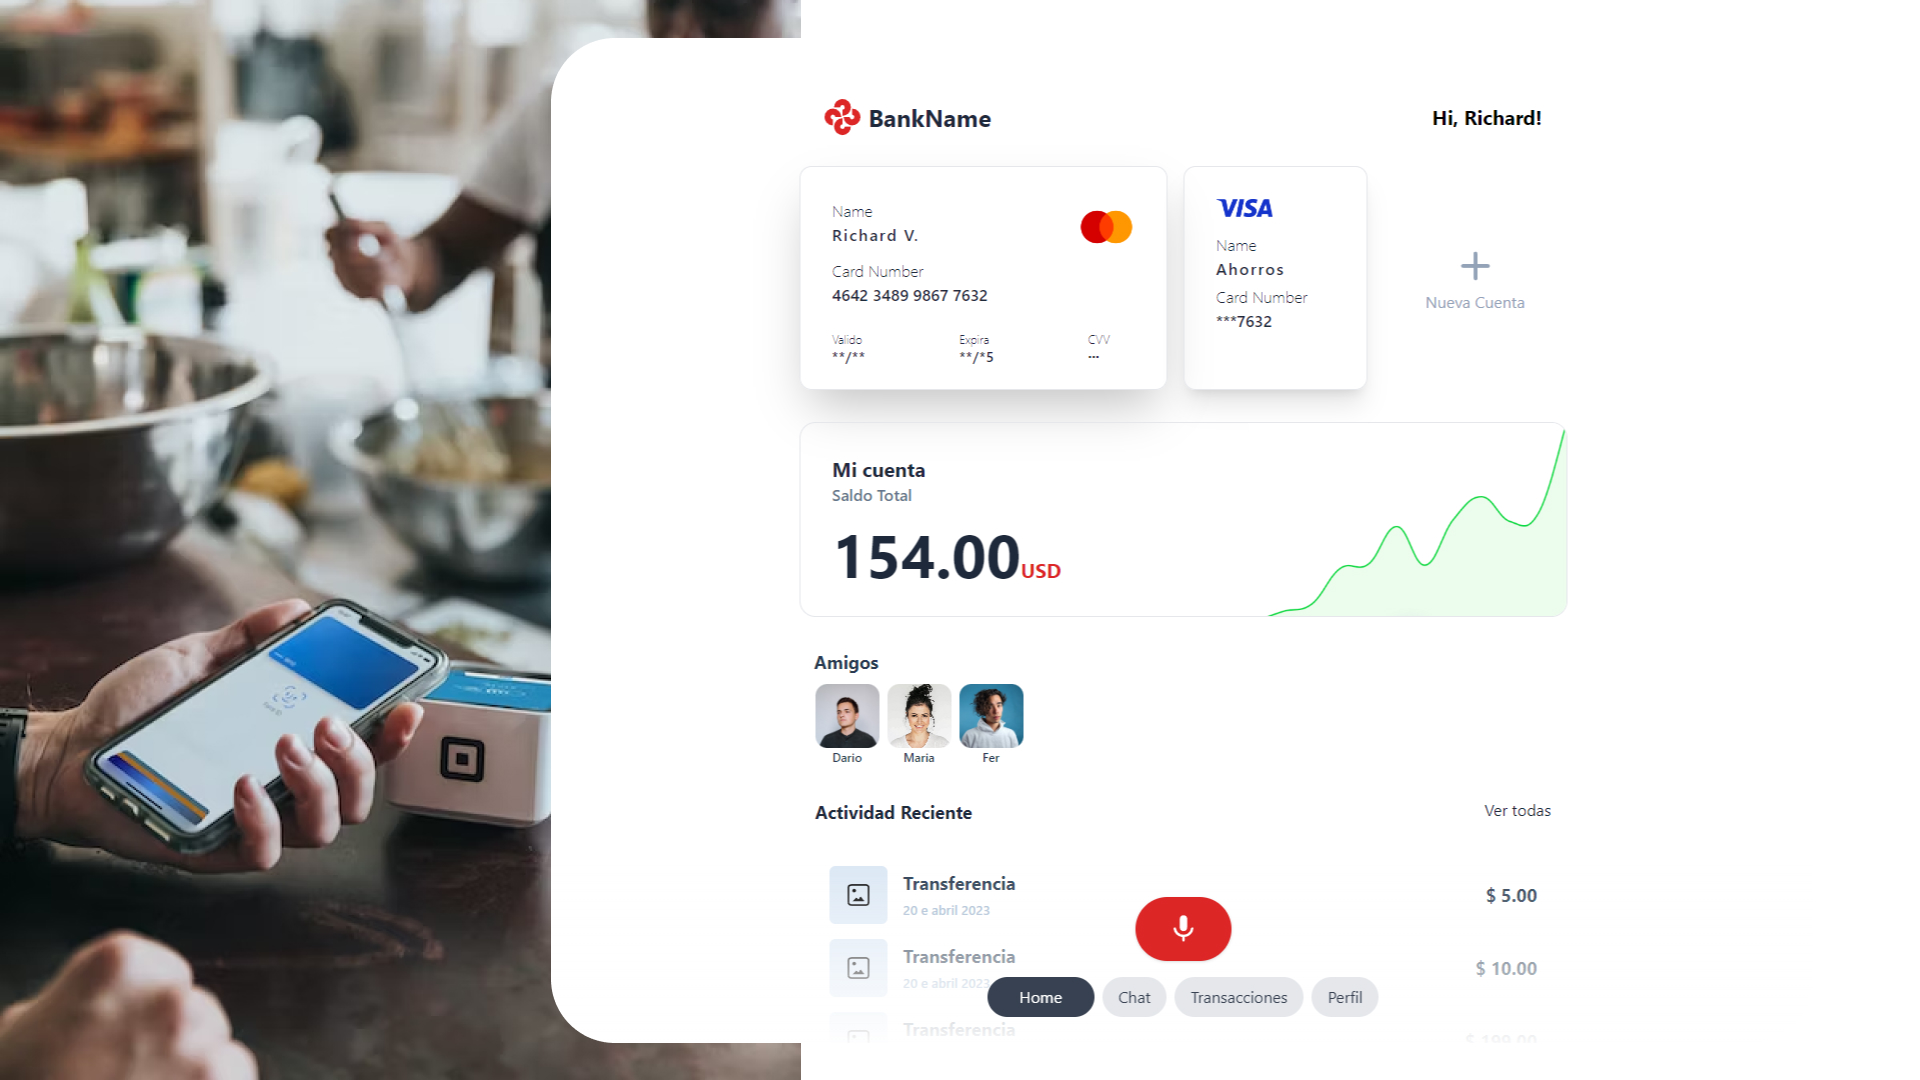 BankName
Hi, Richard!
Name
Richard V.
Card Number
4642 3489 9867 7632
Valido
**/**
Expira
**/*5
CVV
···
VISA
Name
Ahorros
Card Number
***7632
Nueva Cuenta
Mi cuenta
Saldo Total
154.00USD
Amigos
Dario
Maria
Fer
Actividad Reciente
Ver todas
Transferencia
20 e abril 2023
$ 5.00
Transferencia
20 e abril 2023
$ 10.00
Transferencia
Home
Chat
Transacciones
Perfil